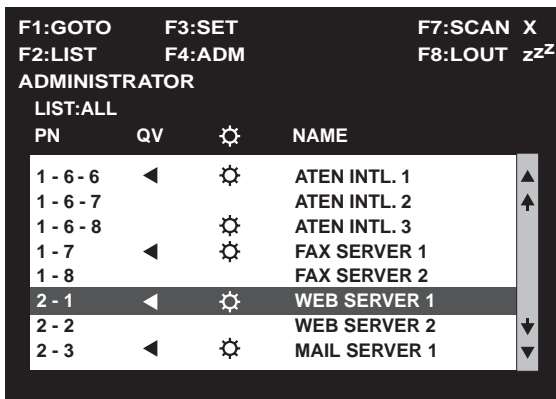 F1:GOTO F3:SET F7:SCAN X
F2:LIST F4:ADM F8:LOUT zzz
ADMINISTRATOR
LIST:ALL
PN QV ☼ NAME
1 - 6 - 6 ◀ ☼ ATEN INTL. 1
1 - 6 - 7 ATEN INTL. 2
1 - 6 - 8 ☼ ATEN INTL. 3
1 - 7 ◀ ☼ FAX SERVER 1
1 - 8 FAX SERVER 2
2 - 1 ◀ ☼ WEB SERVER 1
2 - 2 WEB SERVER 2
2 - 3 ◀ ☼ MAIL SERVER 1